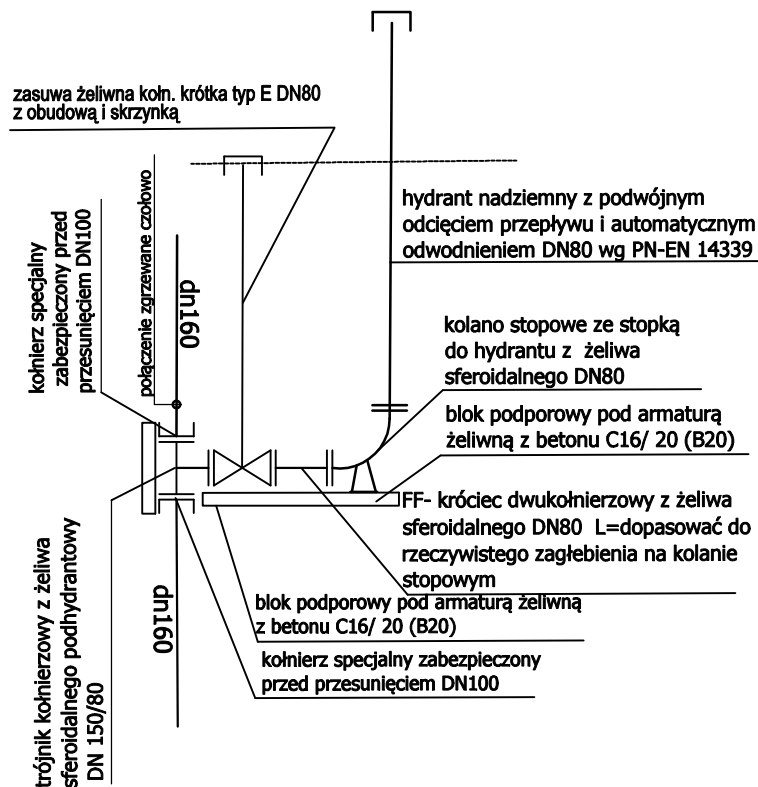 zasuwa żeliwna kołn. krótka typ E DN80
z obudową i skrzynką
kołnierz specjalny
zabezpieczony przed
przesunięciem DN100
połączenie zgrzewane czołowo
dn160
hydrant nadziemny z podwójnym
odcięciem przepływu i automatycznym
odwodnieniem DN80 wg PN-EN 14339
kolano stopowe ze stopką
do hydrantu z żeliwa
sferoidalnego DN80
blok podporowy pod armaturą
żeliwną z betonu C16/ 20 (B20)
FF- króciec dwukołnierzowy z żeliwa
sferoidalnego DN80 L=dopasować do
rzeczywistego zagłebienia na kolanie
stopowym
blok podporowy pod armaturą żeliwną
z betonu C16/ 20 (B20)
kołnierz specjalny zabezpieczony
przed przesunięciem DN100
dn160
trójnik kołnierzowy z żeliwa
sferoidalnego podhydrantowy
DN 150/80